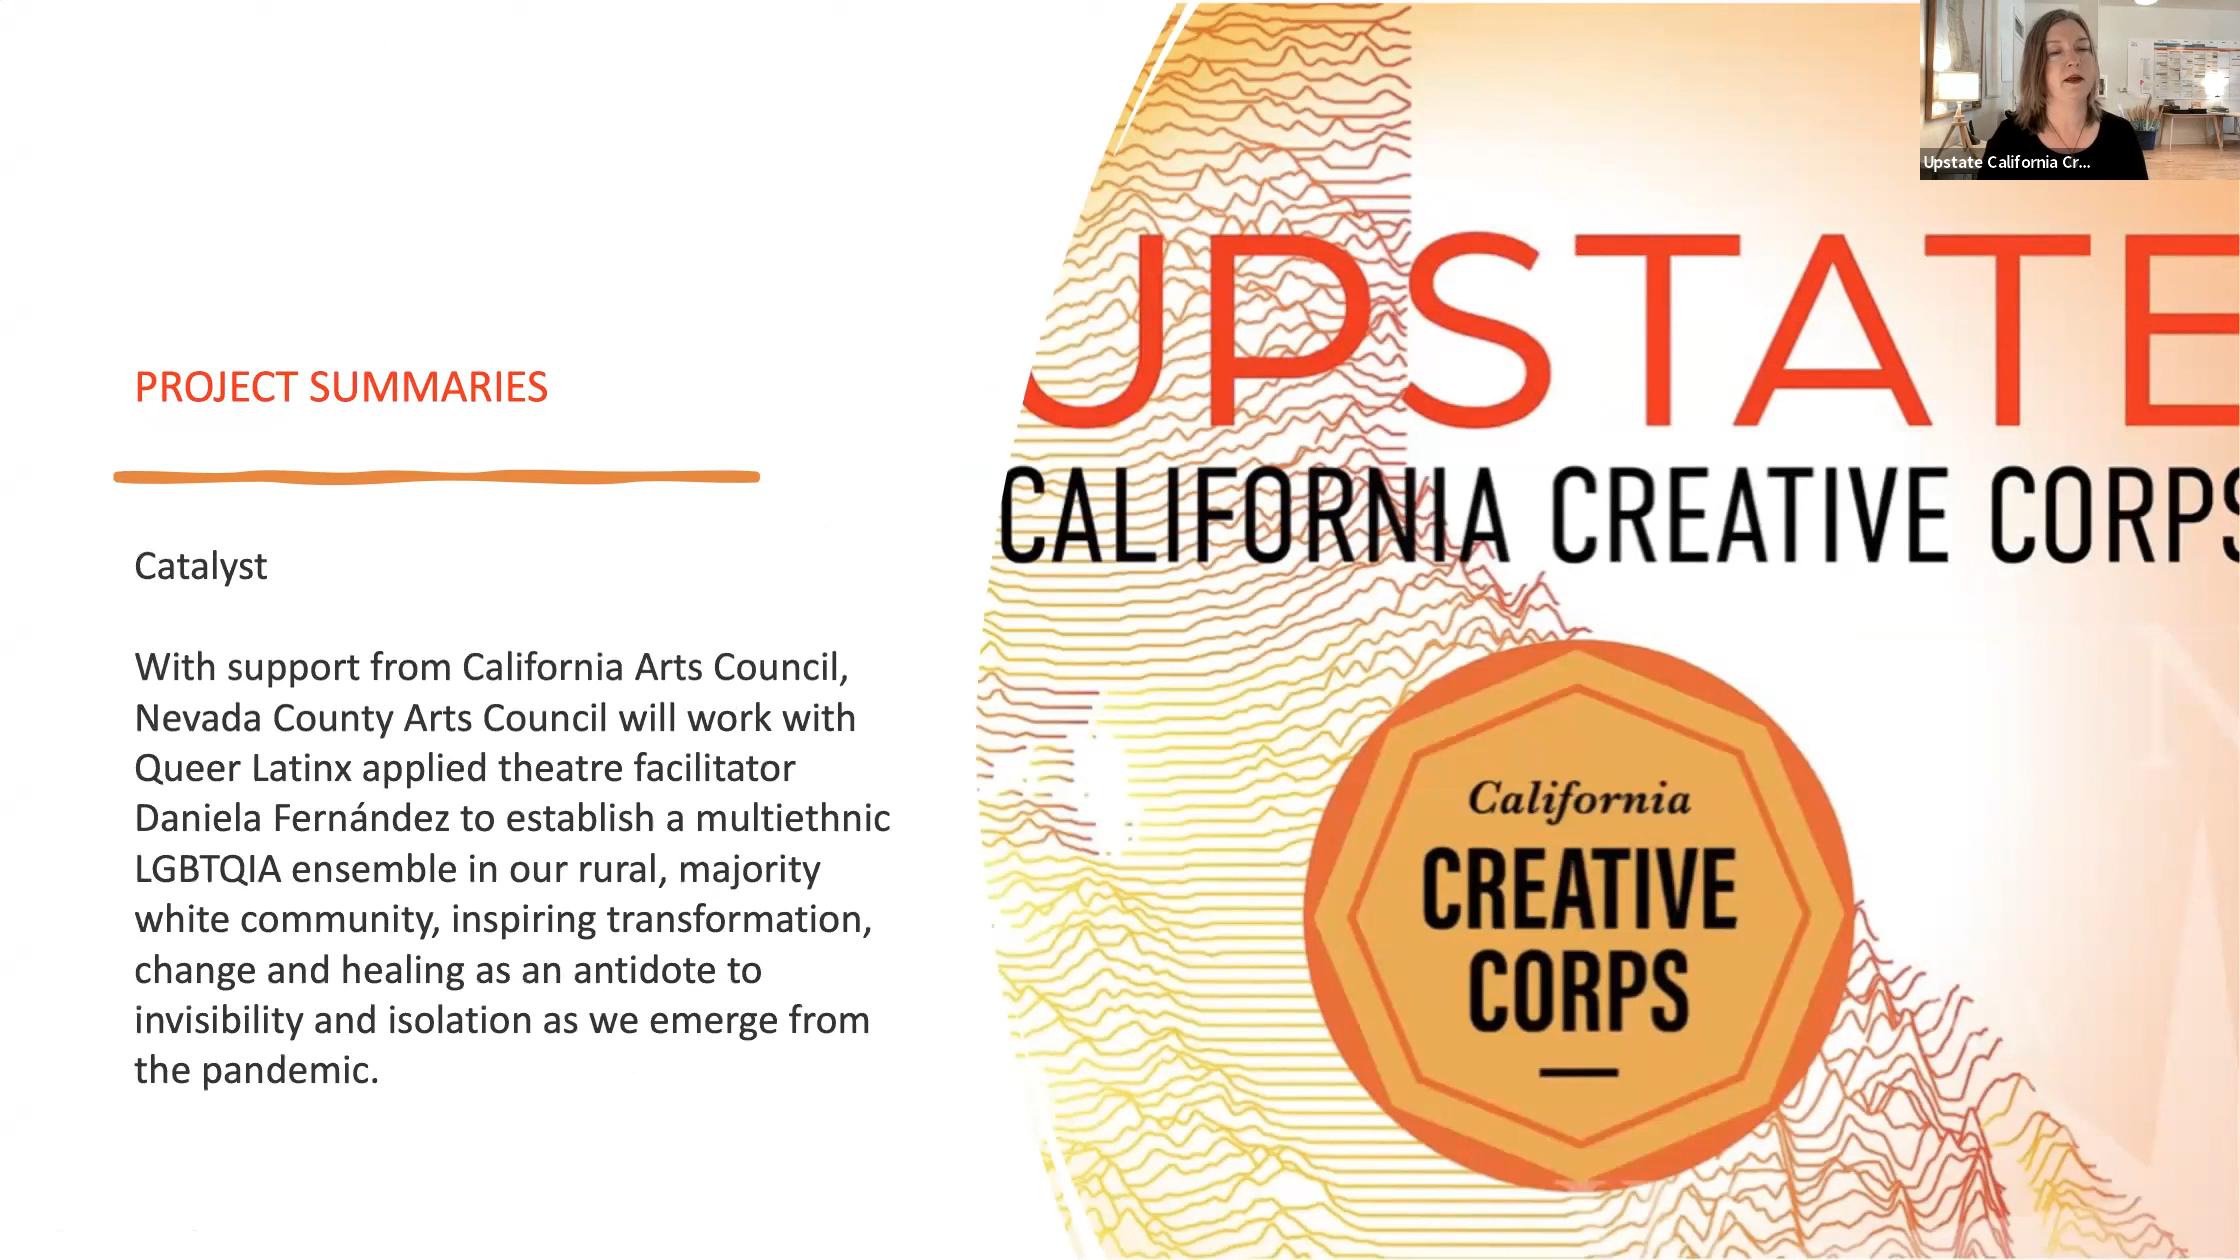 Upstate California Cr...
UPSTATE
CALIFORNIA CREATIVE CORPS
PROJECT SUMMARIES
Catalyst
With support from California Arts Council,
Nevada County Arts Council will work with
Queer Latinx applied theatre facilitator
Daniela Fernández to establish a multiethnic
LGBTQIA ensemble in our rural, majority
white community, inspiring transformation,
change and healing as an antidote to
invisibility and isolation as we emerge from
the pandemic.
California
CREATIVE
CORPS